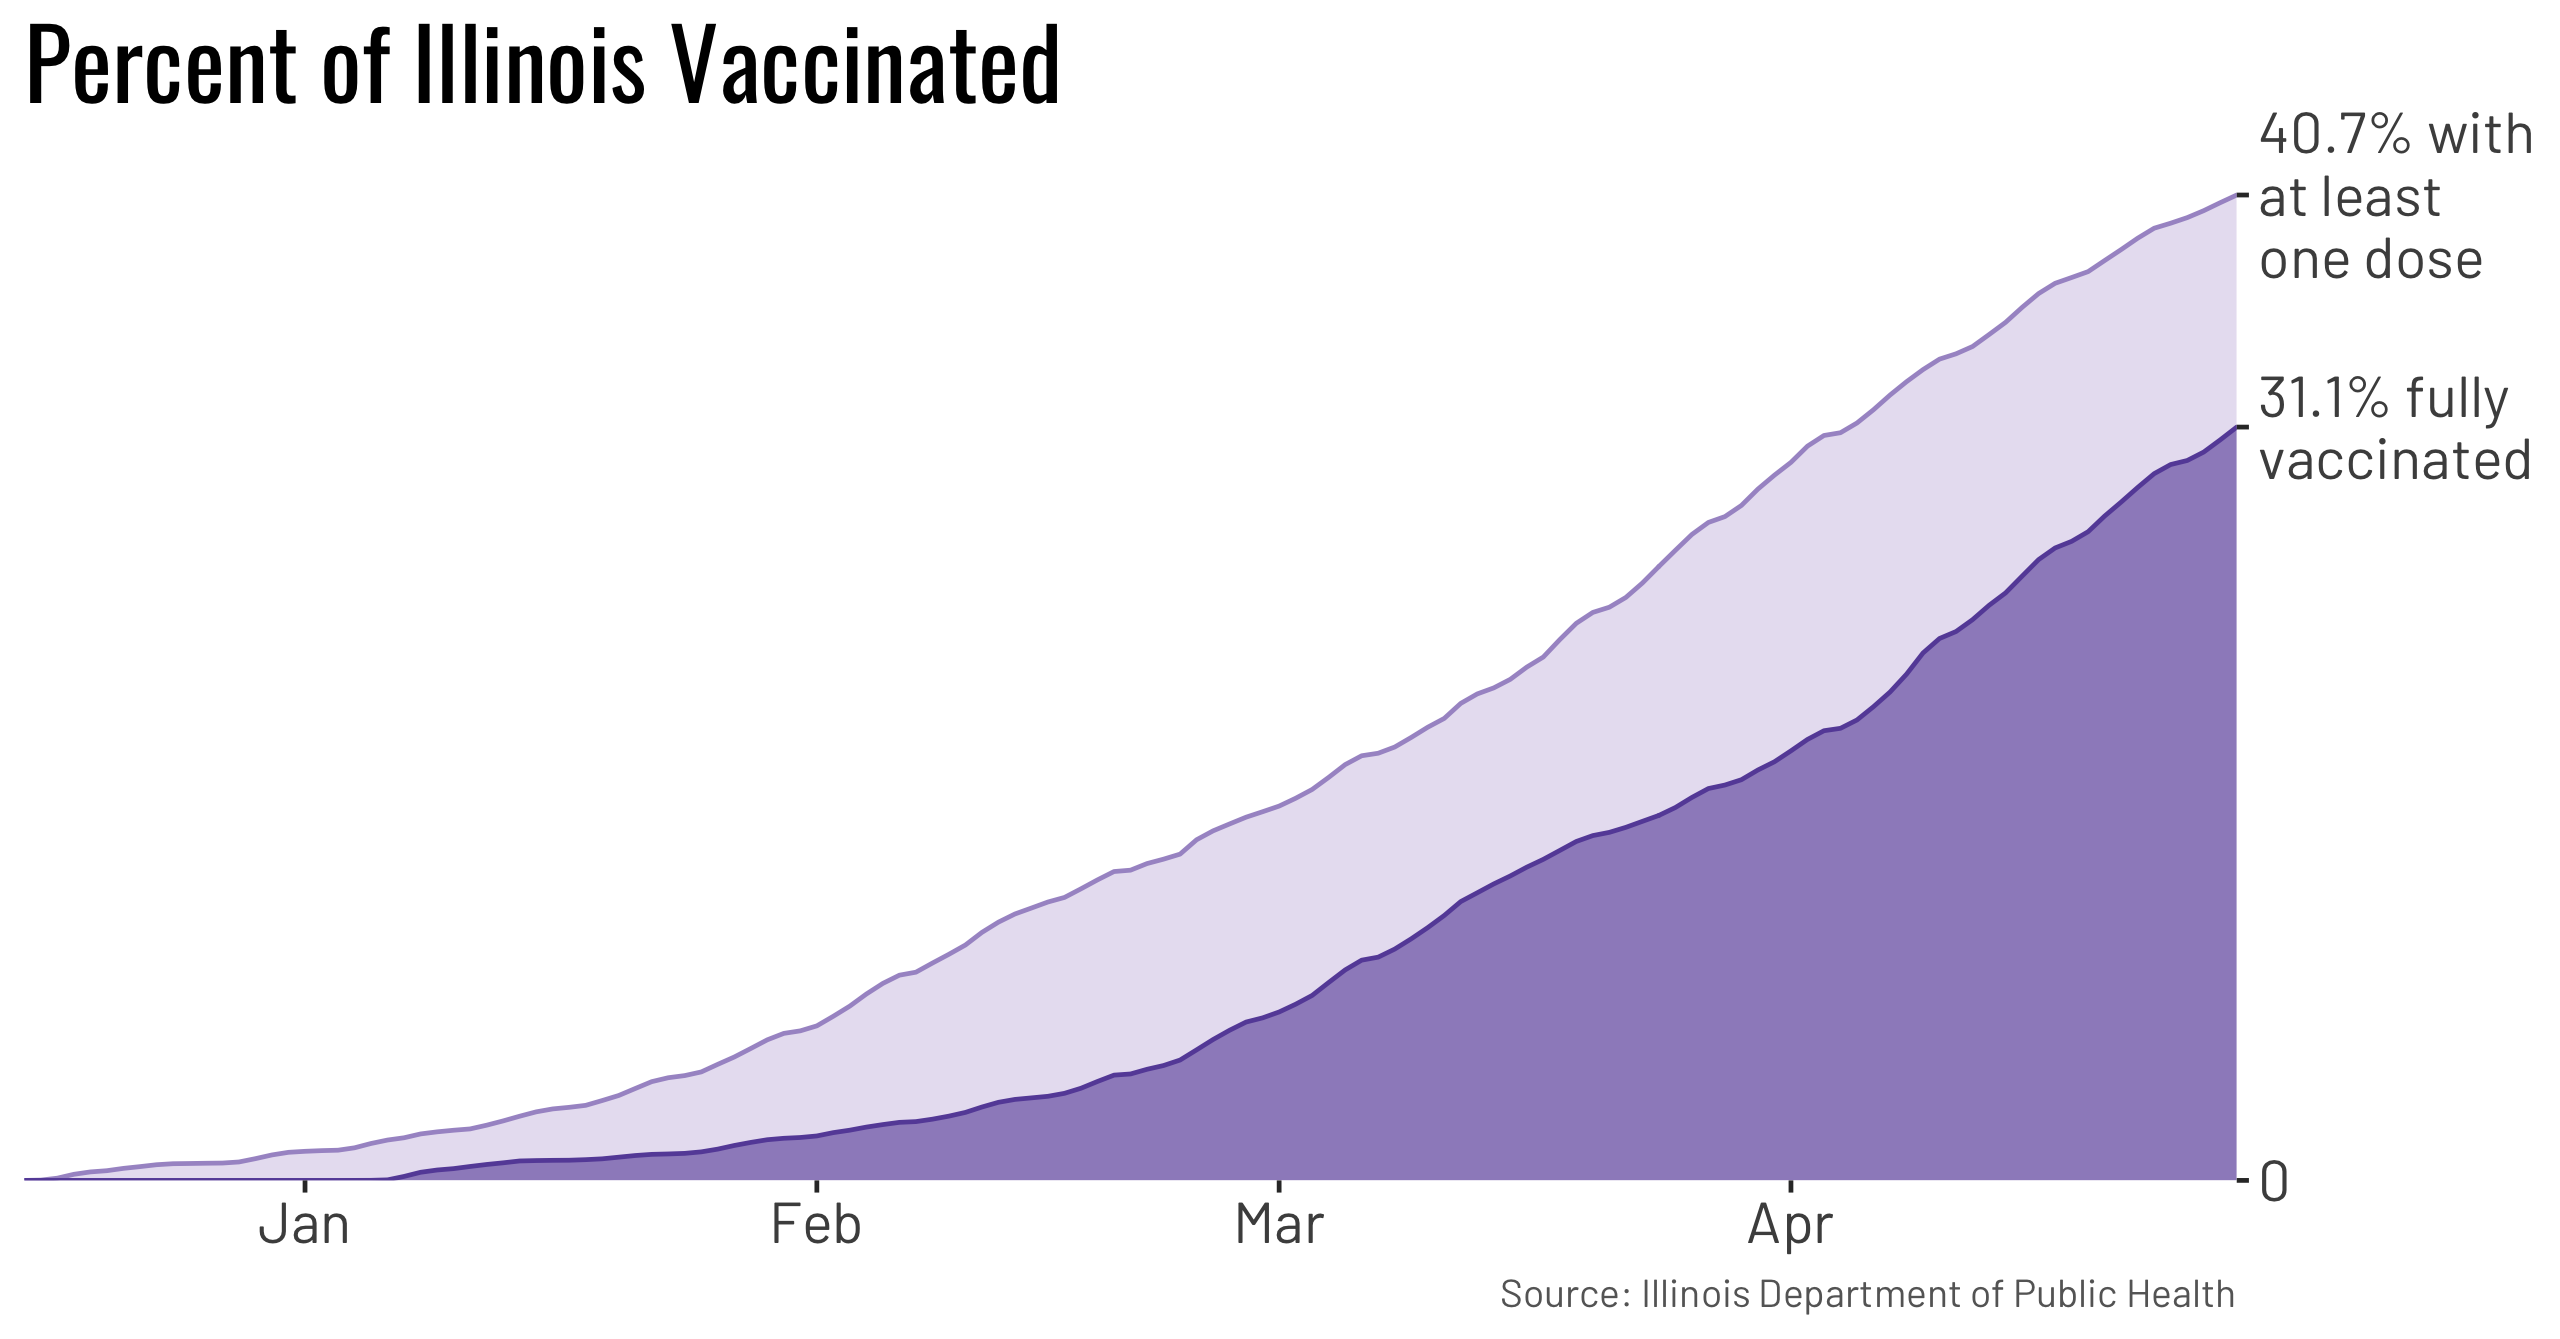 Percent of Illinois Vaccinated
40.7% with
at least
one dose
31.1% fully
vaccinated
0
Jan
Feb
Mar
Apr
Source: Illinois Department of Public Health